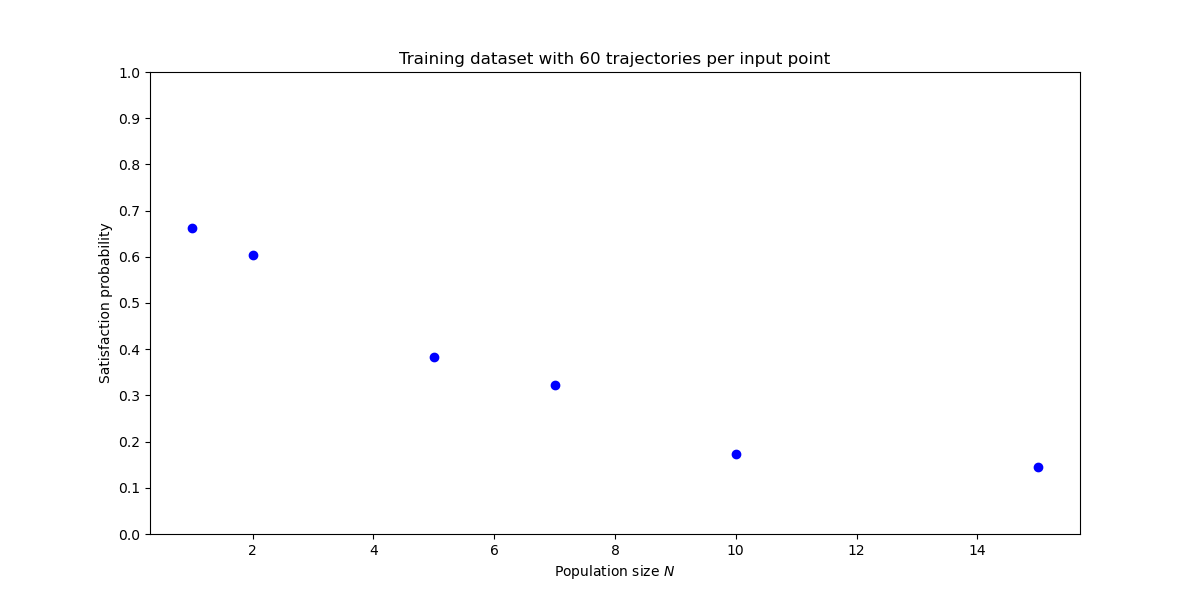 Training dataset with 60 trajectories per input point
1.0
0.9
0.8
0.7
0.6
0.5
0.4
0.3
0.2
0.1
0.0
Satisfaction probability
2 4 6 8 10 12 14
Population size N